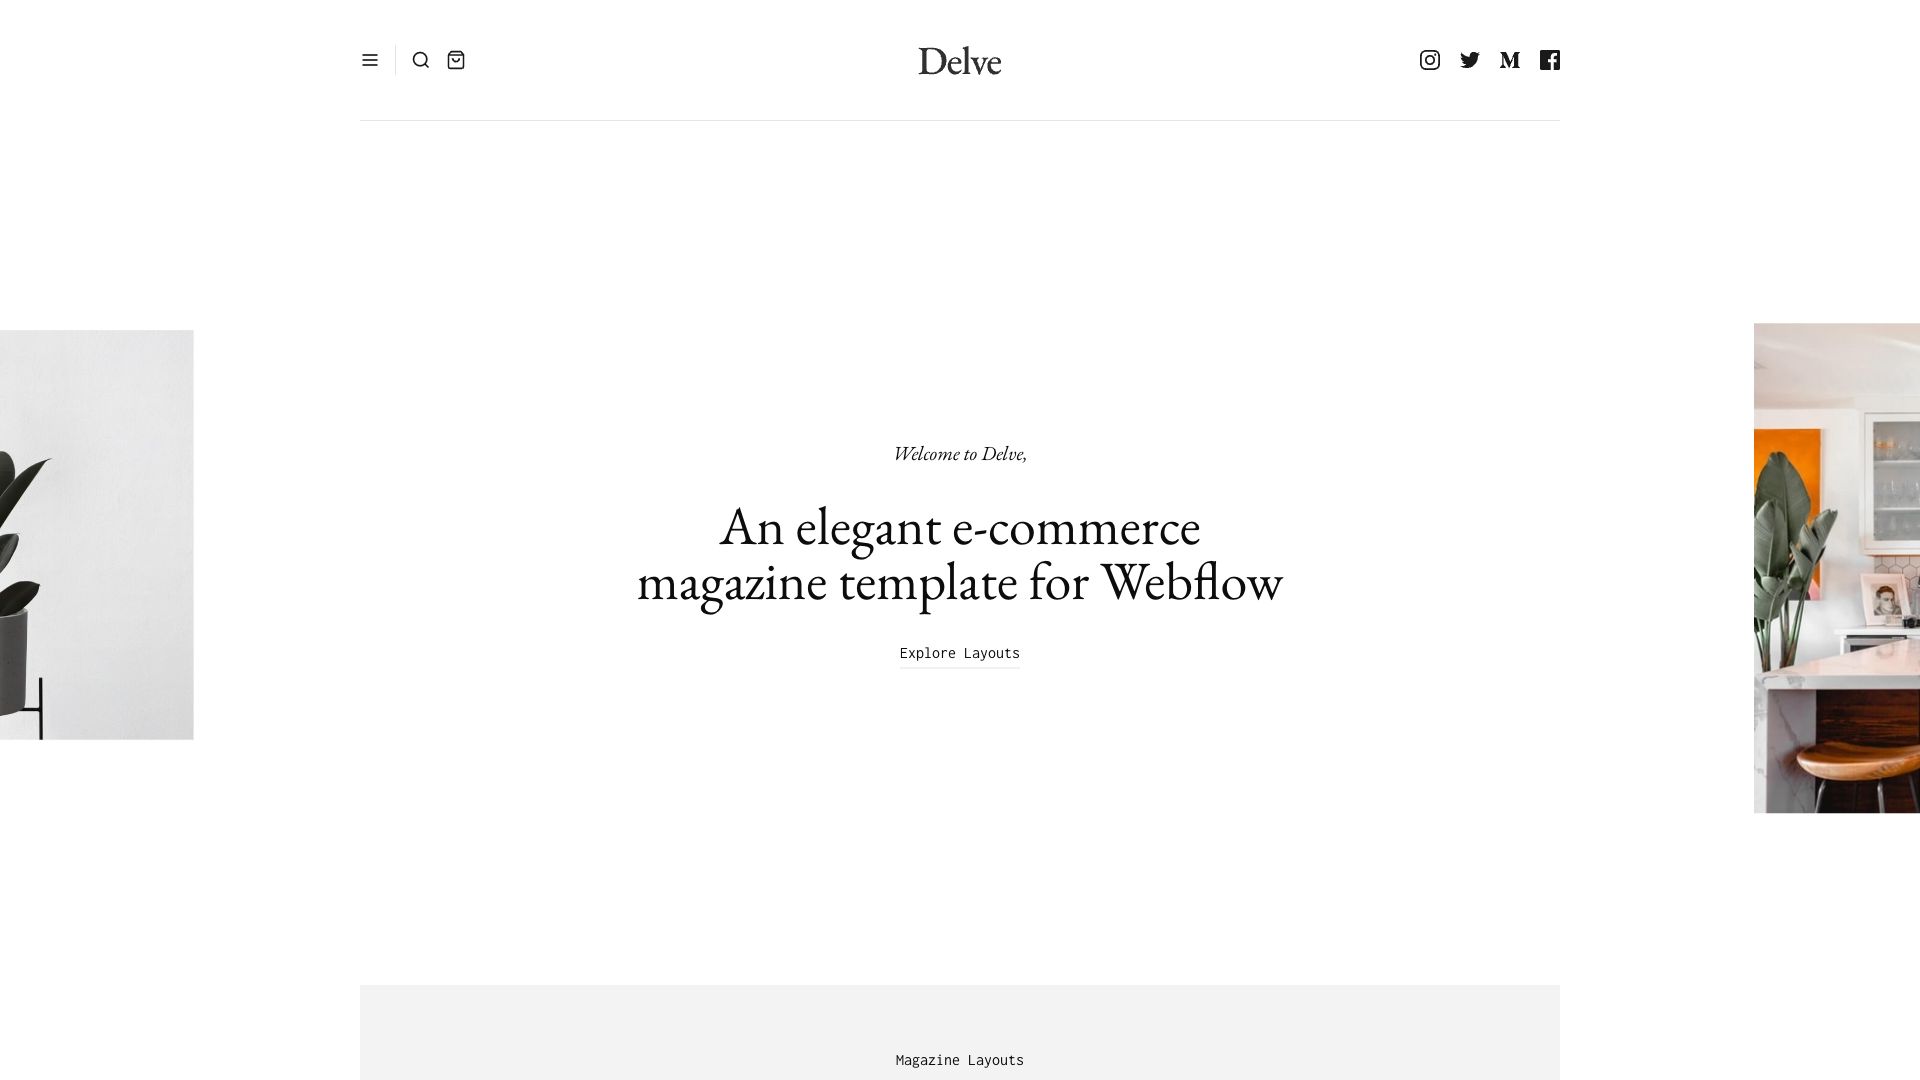 Delve
Welcome to Delve,
An elegant e-commerce
magazine template for Webflow
Explore Layouts
Magazine Layouts